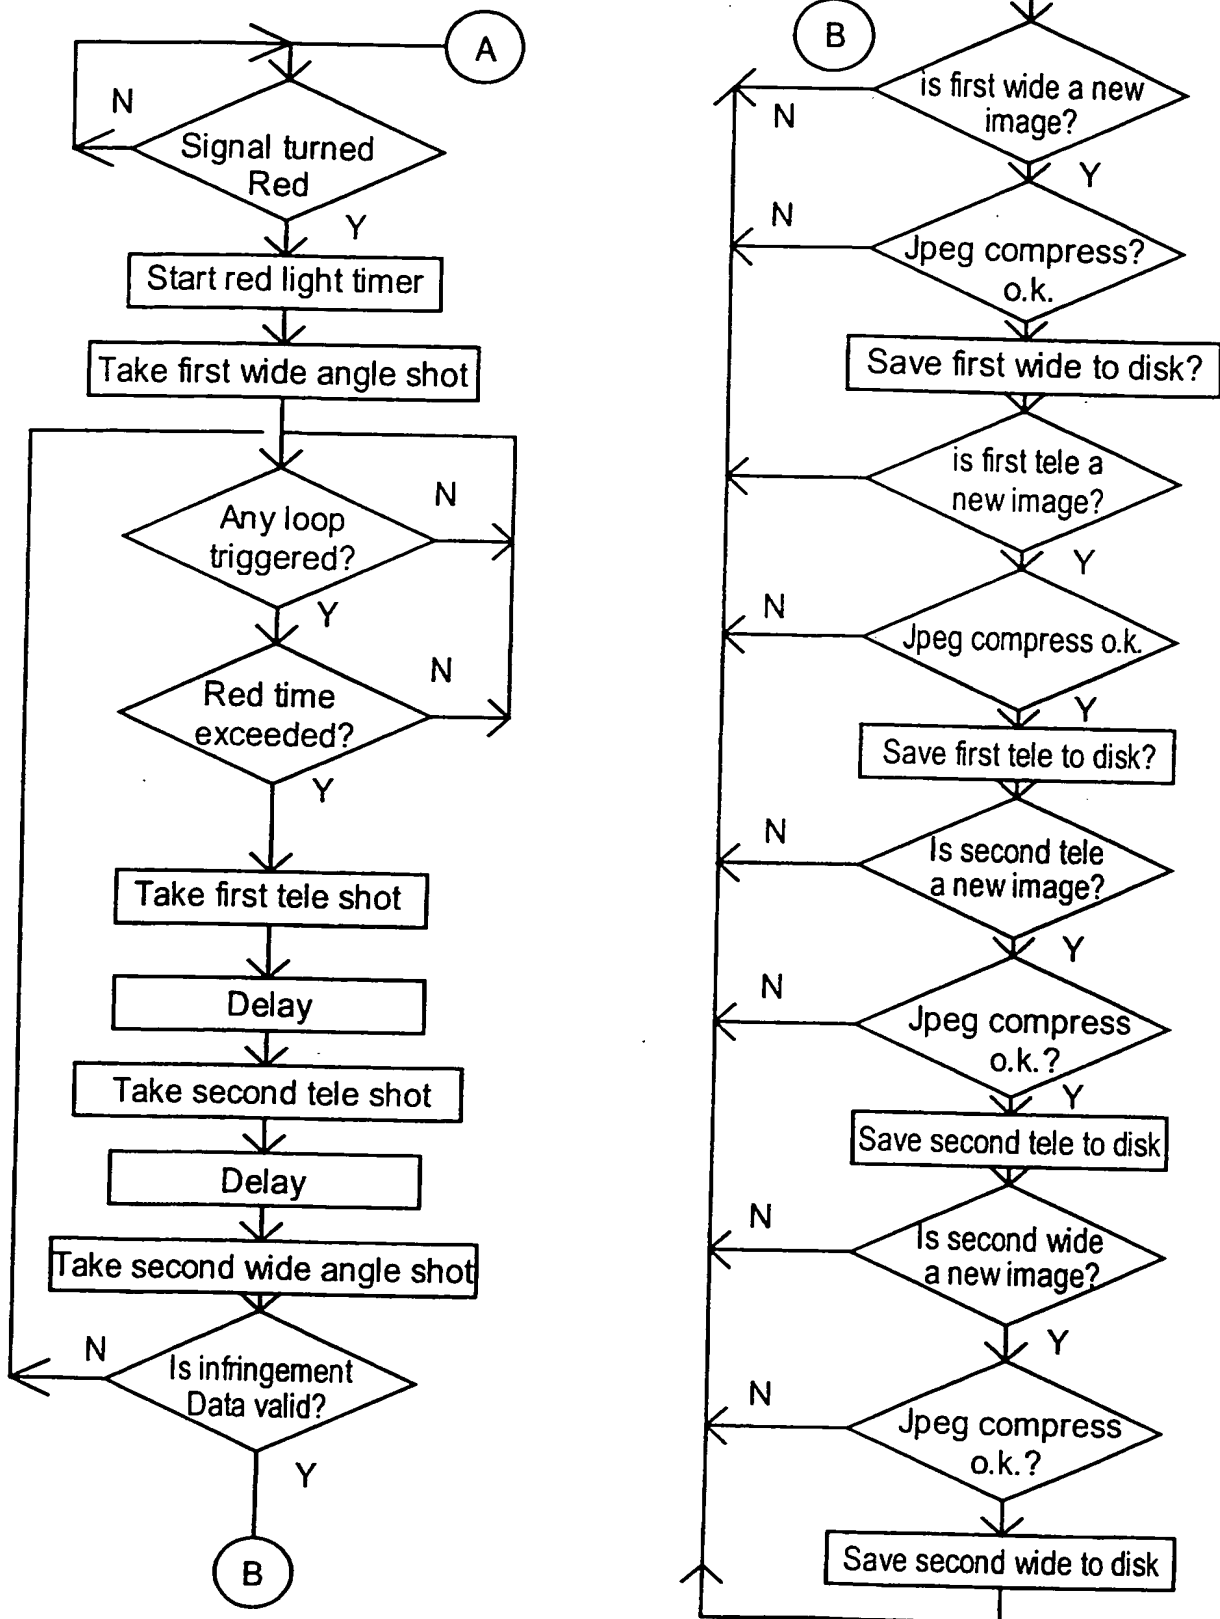 A
N
Signal turned
Red
Y
Start red light timer
Take first wide angle shot
N
Any loop
triggered?
Y
N
Red time
exceeded?
Y
Take first tele shot
Delay
Take second tele shot
Delay
Take second wide angle shot
N
Is infringement
Data valid?
Y
B
B
is first wide a new
image?
N
Y
N
Jpeg compress?
o.k.
Save first wide to disk?
is first tele a
new image?
Y
N
Jpeg compress o.k.
Y
Save first tele to disk?
N
Is second tele
a new image?
Y
N
Jpeg compress
o.k.?
Y
Save second tele to disk
N
Is second wide
a new image?
Y
N
Jpeg compress
o.k.?
Save second wide to disk